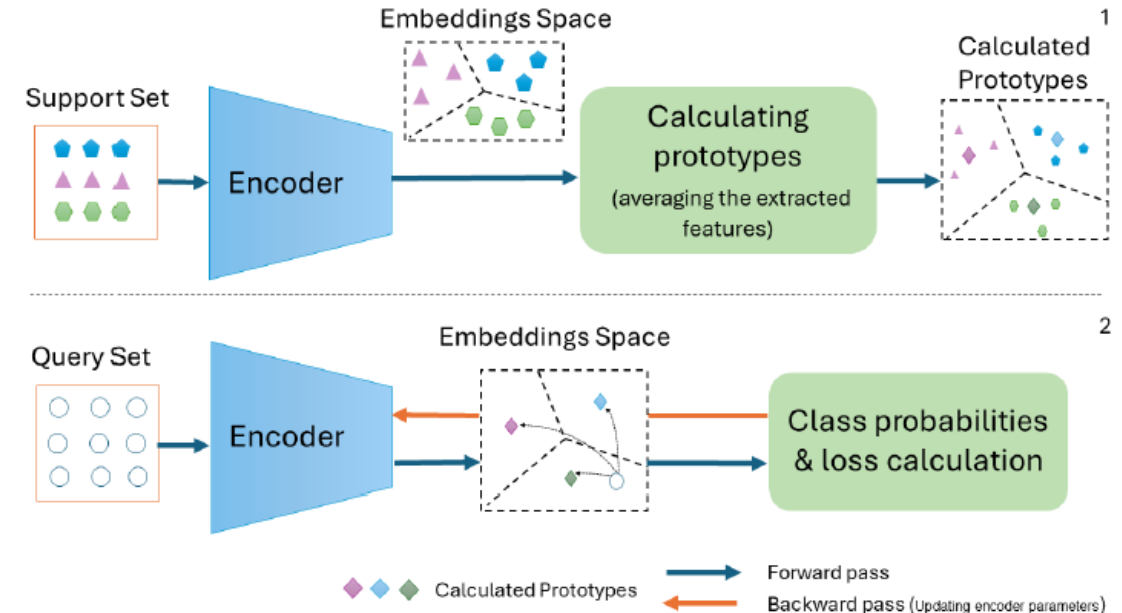 Embeddings Space
1
Calculated
Prototypes
Support Set
Encoder
Calculating
prototypes
(averaging the extracted
features)
2
Embeddings Space
Query Set
Encoder
Class probabilities
& loss calculation
Calculated Prototypes
Forward pass
Backward pass (Updating encoder parameters)